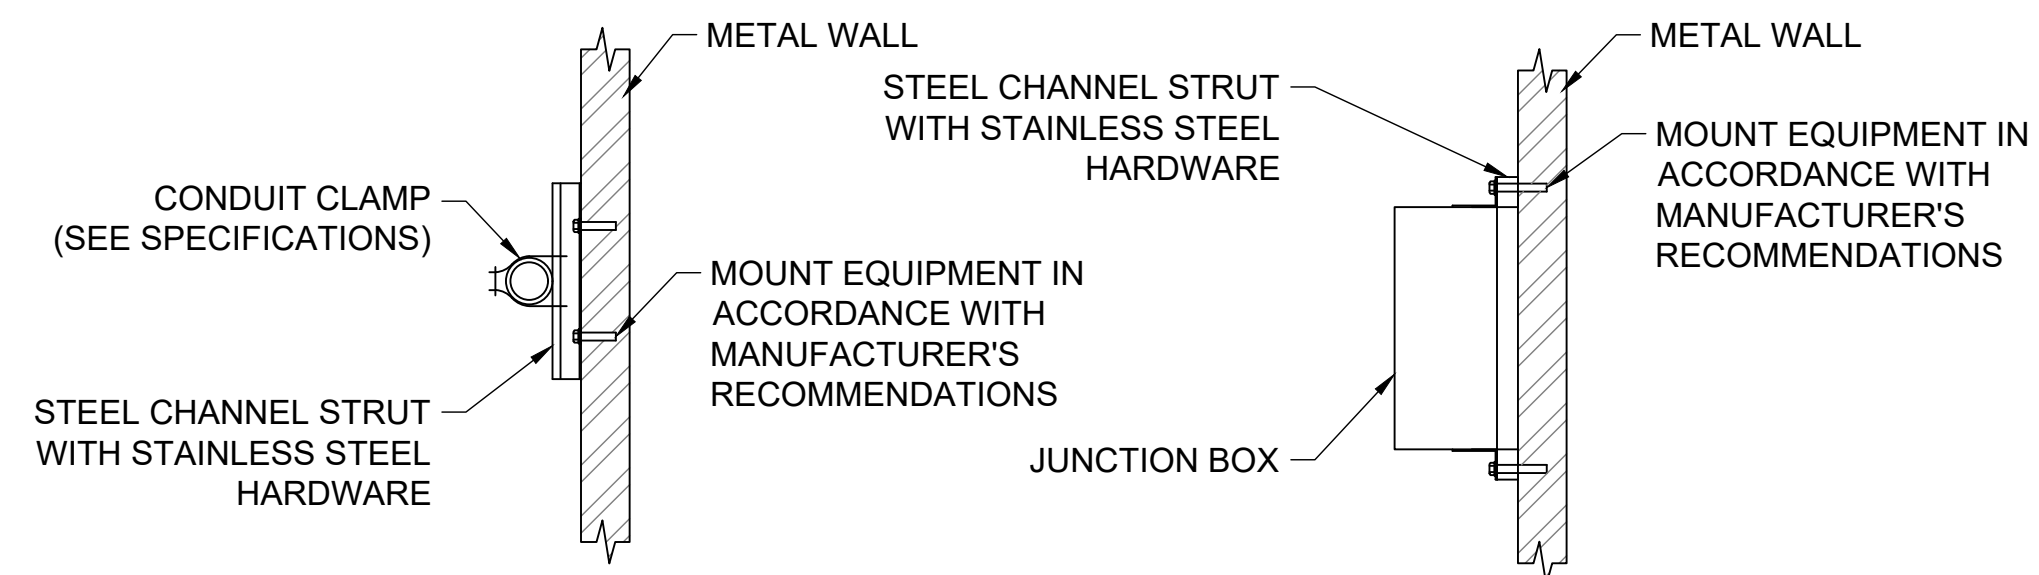 METAL WALL
CONDUIT CLAMP
(SEE SPECIFICATIONS)
MOUNT EQUIPMENT IN
ACCORDANCE WITH
MANUFACTURER'S
RECOMMENDATIONS
STEEL CHANNEL STRUT
WITH STAINLESS STEEL
HARDWARE
METAL WALL
STEEL CHANNEL STRUT
WITH STAINLESS STEEL
HARDWARE
MOUNT EQUIPMENT IN
ACCORDANCE WITH
MANUFACTURER'S
RECOMMENDATIONS
JUNCTION BOX